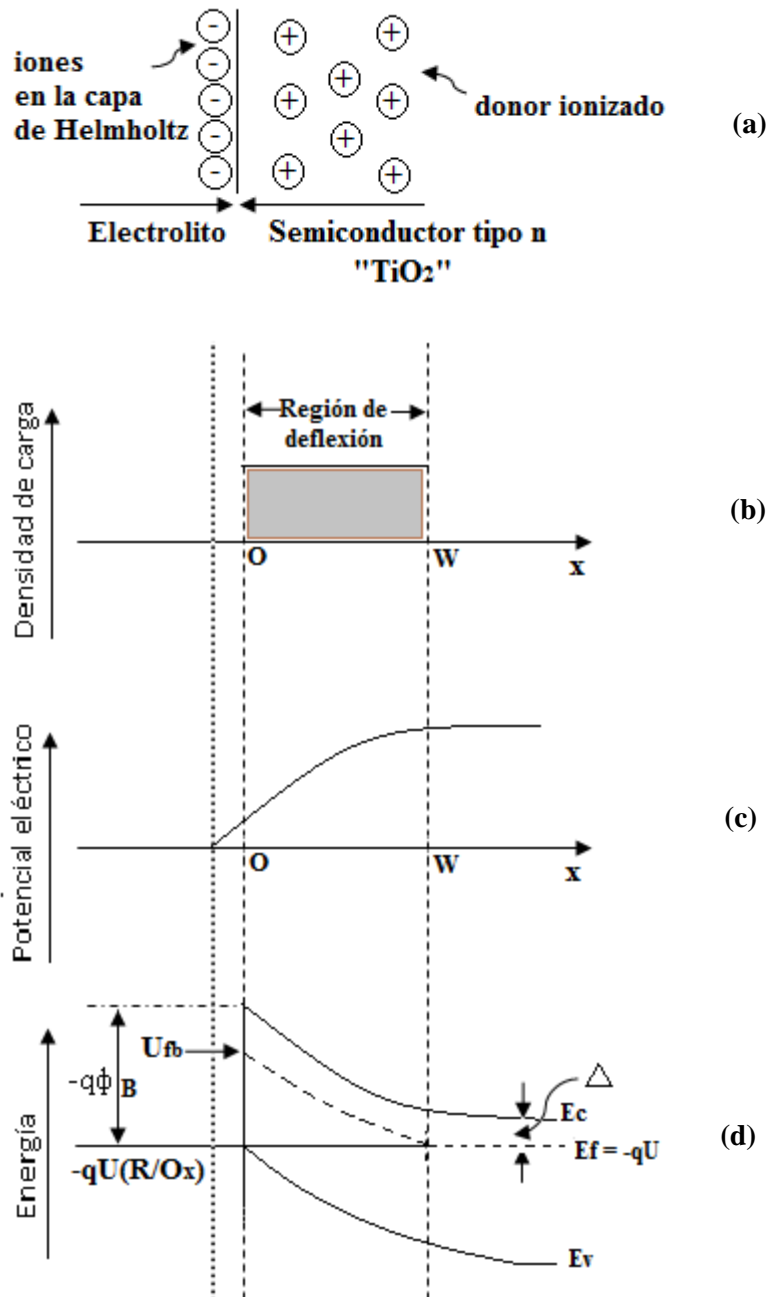 iones
en la capa
de Helmholtz
- - - - -
+ + + + + + + +
donor ionizado
(a)
Electrolito
Semiconductor tipo n
"TiO2"
Densidad de carga
Región de
deflexión
O
W
x
(b)
Potencial eléctrico
O
W
x
(c)
Energía
-qϕB
Ufb
△
Ec
Ef = -qU
-qU(R/Ox)
Ev
(d)